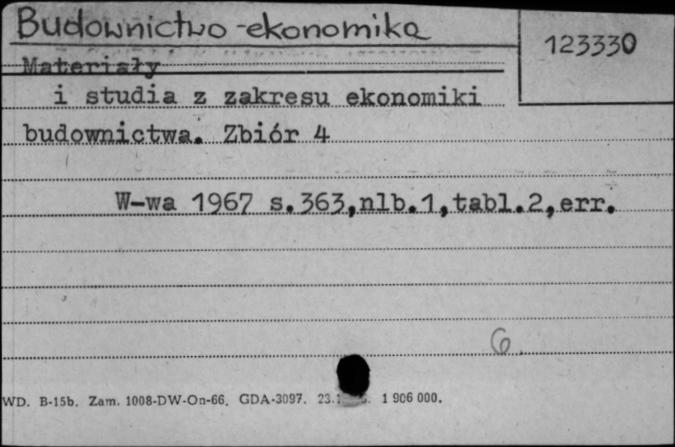 Budownictwo-ekonomika
123330
Materiały
i studia z zakresu ekonomiki
budownictwa. Zbiór 4
W-wa 1967 s.363,nlb.1,tabl.2,err.
6
WD. B-15b. Zam. 1008-DW-On-66. GDA-3097. 1 906 000.